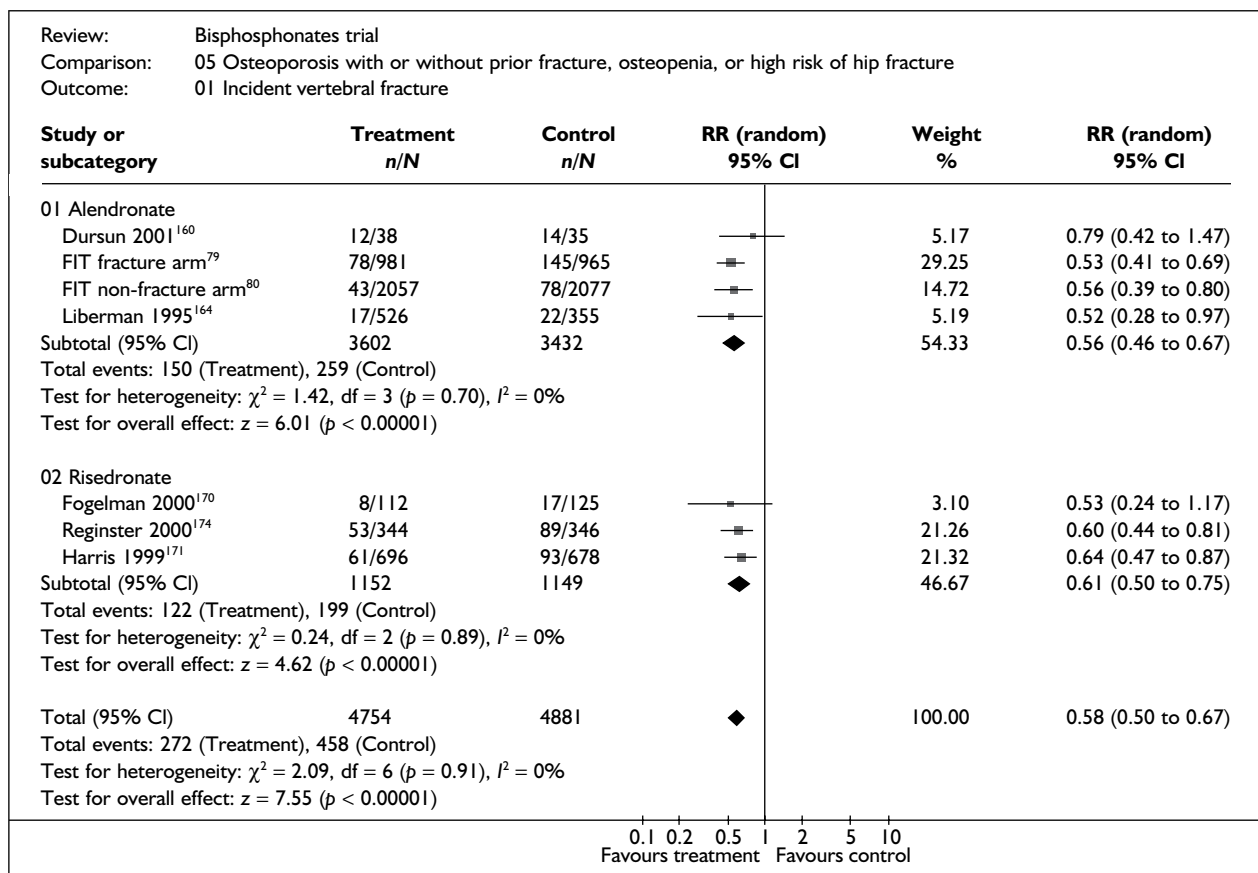 Review: Bisphosphonates trial
Comparison: 05 Osteoporosis with or without prior fracture, osteopenia, or high risk of hip fracture
Outcome: 01 Incident vertebral fracture
Study or Treatment Control RR (random) Weight RR (random)
subcategory n/N n/N 95% CI % 95% CI
01 Alendronate
Dursun 2001¹⁶⁰ 12/38 14/35 5.17 0.79 (0.42 to 1.47)
FIT fracture arm⁷⁹ 78/981 145/965 29.25 0.53 (0.41 to 0.69)
FIT non-fracture arm⁸⁰ 43/2057 78/2077 14.72 0.56 (0.39 to 0.80)
Liberman 1995¹⁶⁴ 17/526 22/355 5.19 0.52 (0.28 to 0.97)
Subtotal (95% CI) 3602 3432 54.33 0.56 (0.46 to 0.67)
Total events: 150 (Treatment), 259 (Control)
Test for heterogeneity: χ² = 1.42, df = 3 (p = 0.70), I² = 0%
Test for overall effect: z = 6.01 (p < 0.00001)
02 Risedronate
Fogelman 2000¹⁷⁰ 8/112 17/125 3.10 0.53 (0.24 to 1.17)
Reginster 2000¹⁷⁴ 53/344 89/346 21.26 0.60 (0.44 to 0.81)
Harris 1999¹⁷¹ 61/696 93/678 21.32 0.64 (0.47 to 0.87)
Subtotal (95% CI) 1152 1149 46.67 0.61 (0.50 to 0.75)
Total events: 122 (Treatment), 199 (Control)
Test for heterogeneity: χ² = 0.24, df = 2 (p = 0.89), I² = 0%
Test for overall effect: z = 4.62 (p < 0.00001)
Total (95% CI) 4754 4881 100.00 0.58 (0.50 to 0.67)
Total events: 272 (Treatment), 458 (Control)
Test for heterogeneity: χ² = 2.09, df = 6 (p = 0.91), I² = 0%
Test for overall effect: z = 7.55 (p < 0.00001)
0.1 0.2 0.5 1 2 5 10
Favours treatment Favours control